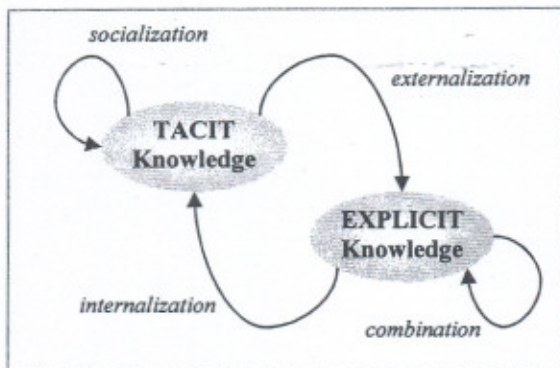 socialization
externalization
TACIT
Knowledge
EXPLICIT
Knowledge
internalization
combination